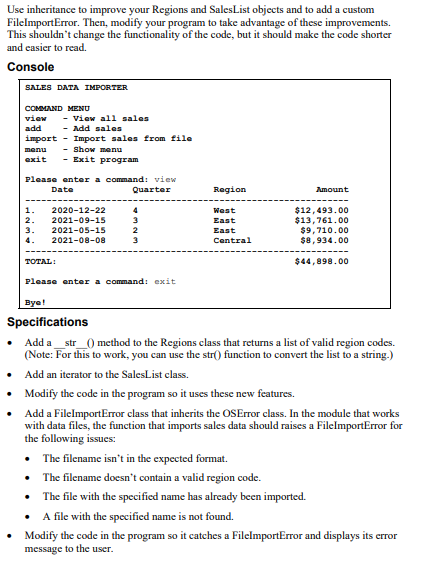 Use inheritance to improve your Regions and SalesList objects and to add a custom
FileImportError. Then, modify your program to take advantage of these improvements.
This shouldn't change the functionality of the code, but it should make the code shorter
and easier to read.
Console
SALES DATA IMPORTER
COMMAND MENU
view - View all sales
add - Add sales
import - Import sales from file
menu - Show menu
exit - Exit program
Please enter a command: view
Date Quarter Region Amount
-----------------------------------------------------------------
1. 2020-12-22 4 West $12,493.00
2. 2021-09-15 3 East $13,761.00
3. 2021-05-15 2 East $9,710.00
4. 2021-08-08 3 Central $8,934.00
-----------------------------------------------------------------
TOTAL: $44,898.00
Please enter a command: exit
Bye!
Specifications
• Add a __str__() method to the Regions class that returns a list of valid region codes.
(Note: For this to work, you can use the str() function to convert the list to a string.)
• Add an iterator to the SalesList class.
• Modify the code in the program so it uses these new features.
• Add a FileImportError class that inherits the OSError class. In the module that works
with data files, the function that imports sales data should raises a FileImportError for
the following issues:
• The filename isn't in the expected format.
• The filename doesn't contain a valid region code.
• The file with the specified name has already been imported.
• A file with the specified name is not found.
• Modify the code in the program so it catches a FileImportError and displays its error
message to the user.